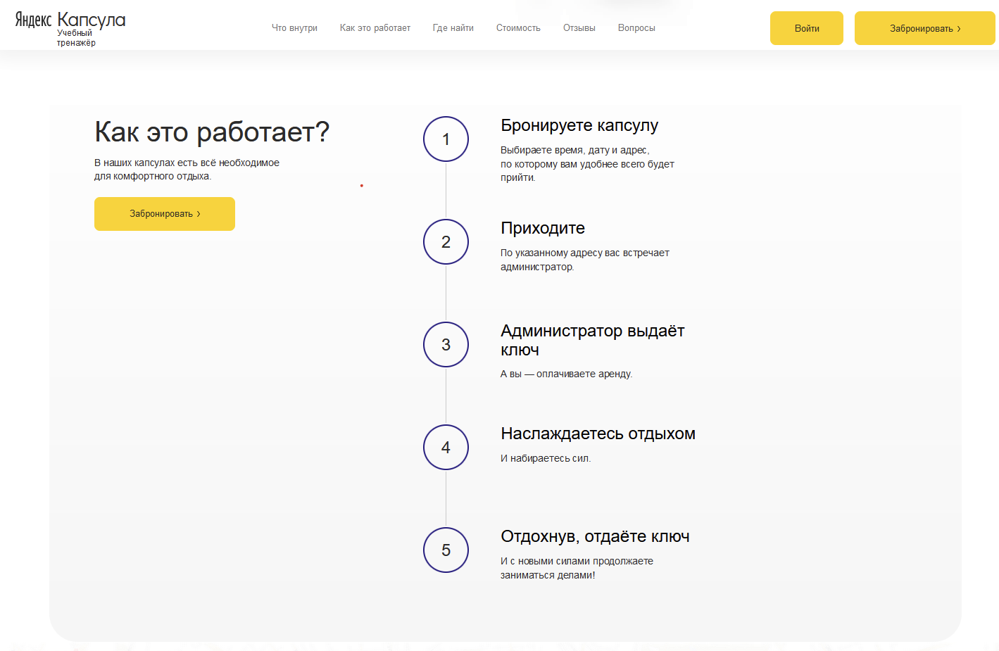 Яндекс Капсула
Учебный
тренажёр
Что внутри
Как это работает
Где найти
Стоимость
Отзывы
Вопросы
Войти
Забронировать
Как это работает?
В наших капсулах есть всё необходимое
для комфортного отдыха.
Забронировать
1
Бронируете капсулу
Выбираете время, дату и адрес,
по которому вам удобнее всего будет
прийти.
2
Приходите
По указанному адресу вас встречает
администратор.
3
Администратор выдаёт
ключ
А вы — оплачиваете аренду.
4
Наслаждаетесь отдыхом
И набираетесь сил.
5
Отдохнув, отдаёте ключ
И с новыми силами продолжаете
заниматься делами!